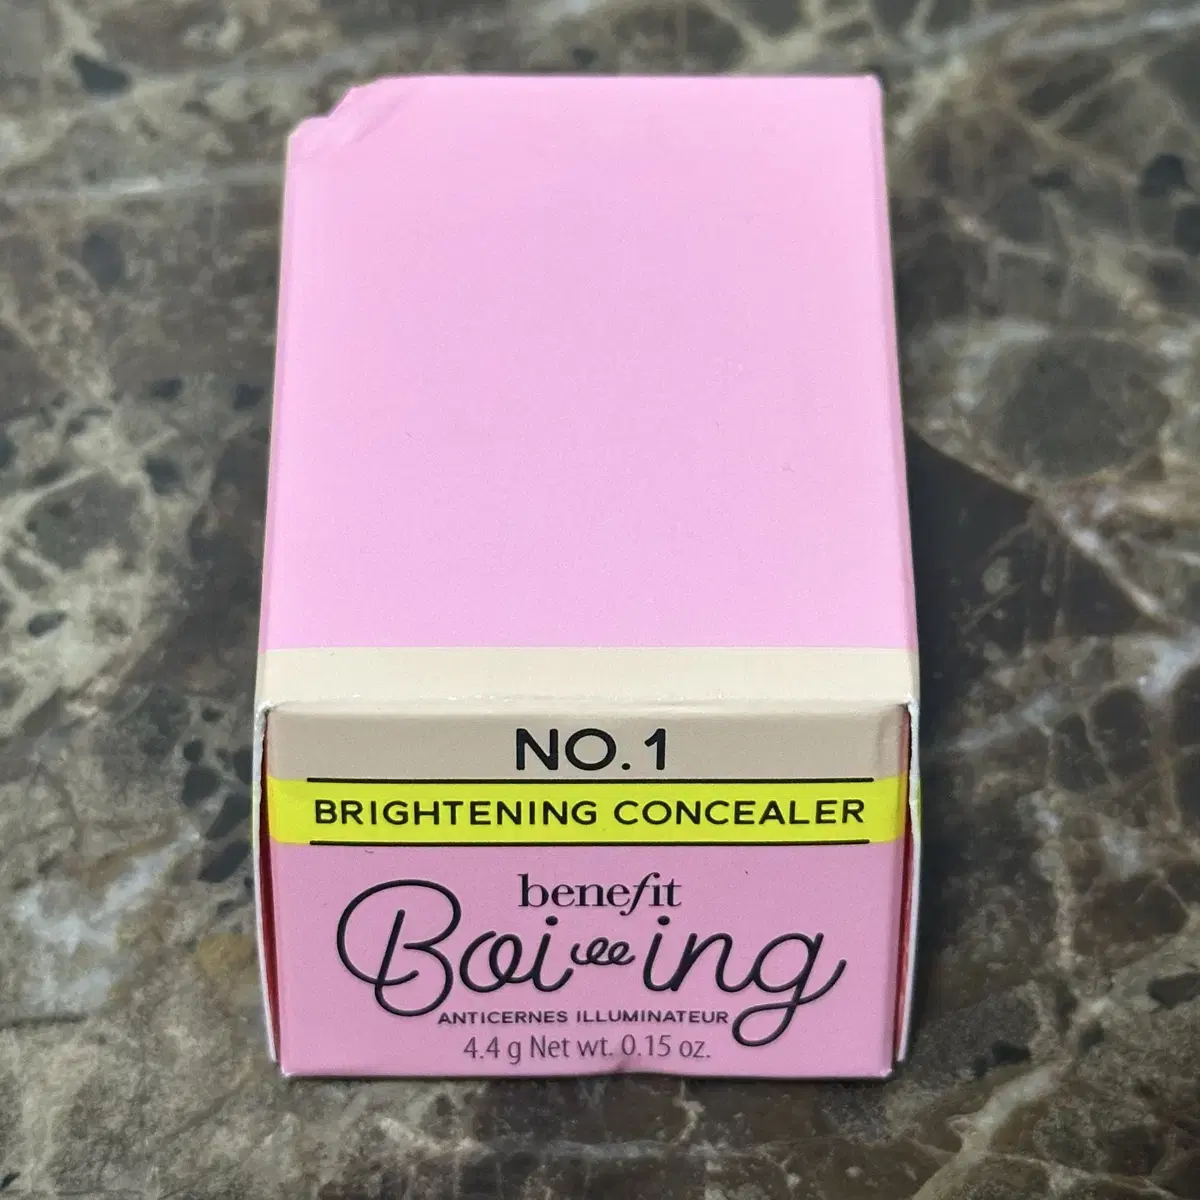 NO. 1
BRIGHTENING CONCEALER
benefit
Boi-ing
ANTICERNES ILLUMINATEUR
4.4 g Net wt. 0.15 oz.